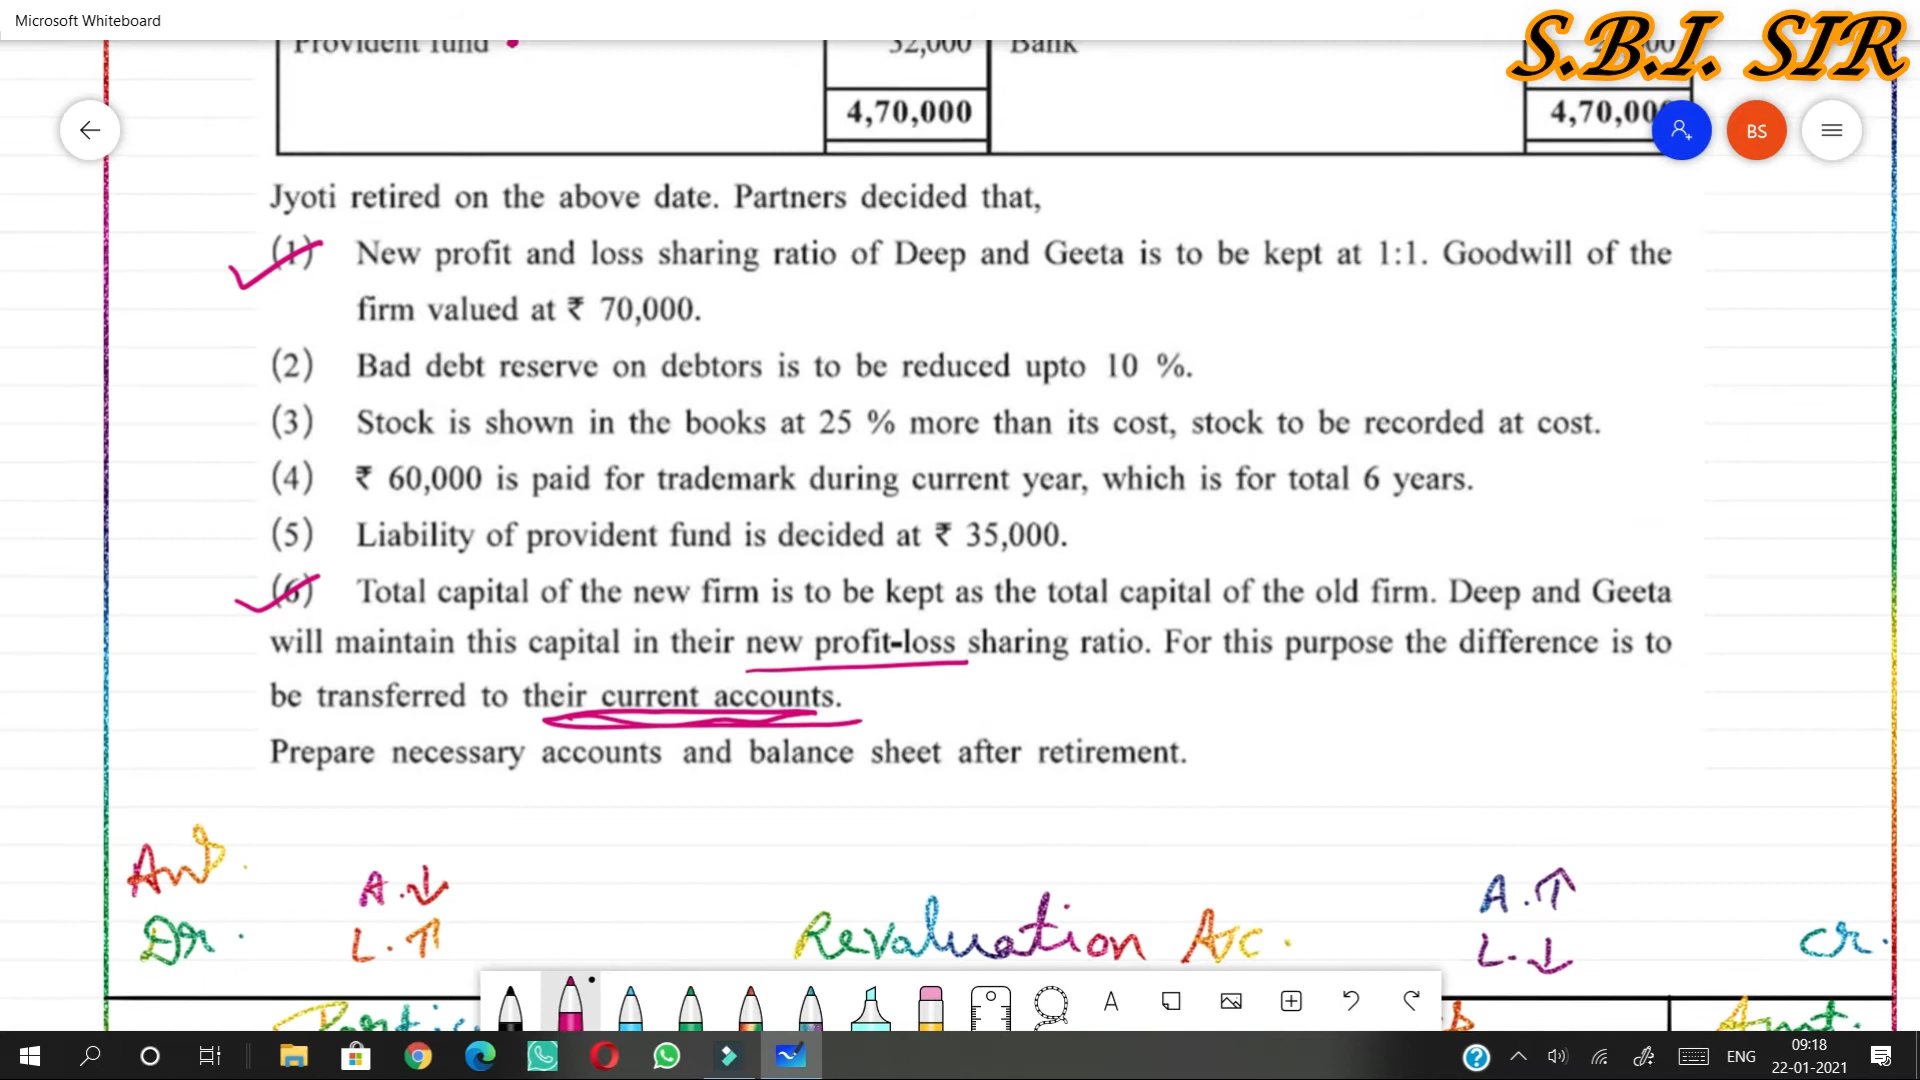 Microsoft Whiteboard
S.B.I. SIR
Provident fund 32,000 Bank
4,70,000 4,70,00
BS
Jyoti retired on the above date. Partners decided that,
(1) New profit and loss sharing ratio of Deep and Geeta is to be kept at 1:1. Goodwill of the
firm valued at ₹ 70,000.
(2) Bad debt reserve on debtors is to be reduced upto 10 %.
(3) Stock is shown in the books at 25 % more than its cost, stock to be recorded at cost.
(4) ₹ 60,000 is paid for trademark during current year, which is for total 6 years.
(5) Liability of provident fund is decided at ₹ 35,000.
(6) Total capital of the new firm is to be kept as the total capital of the old firm. Deep and Geeta
will maintain this capital in their new profit-loss sharing ratio. For this purpose the difference is to
be transferred to their current accounts.
Prepare necessary accounts and balance sheet after retirement.
Ans.
A.↓ A.↑
Dr. L.↑ Revaluation A/c. L.↓ Cr.
Amt.
ENG
09:18
22-01-2021